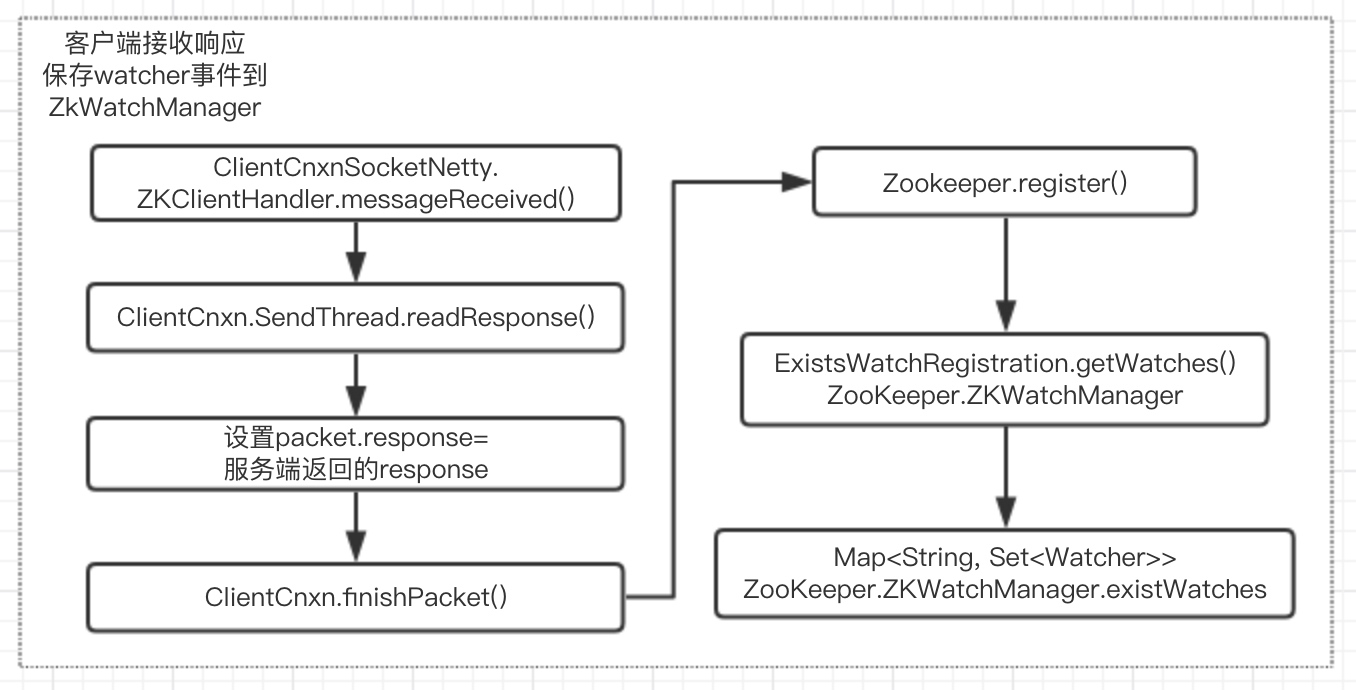 客户端接收响应
保存watcher事件到
ZkWatchManager
ClientCnxnSocketNetty.
ZKClientHandler.messageReceived()
ClientCnxn.SendThread.readResponse()
设置packet.response=
服务端返回的response
ClientCnxn.finishPacket()
Zookeeper.register()
ExistsWatchRegistration.getWatches()
ZooKeeper.ZKWatchManager
Map<String, Set<Watcher>>
ZooKeeper.ZKWatchManager.existWatches